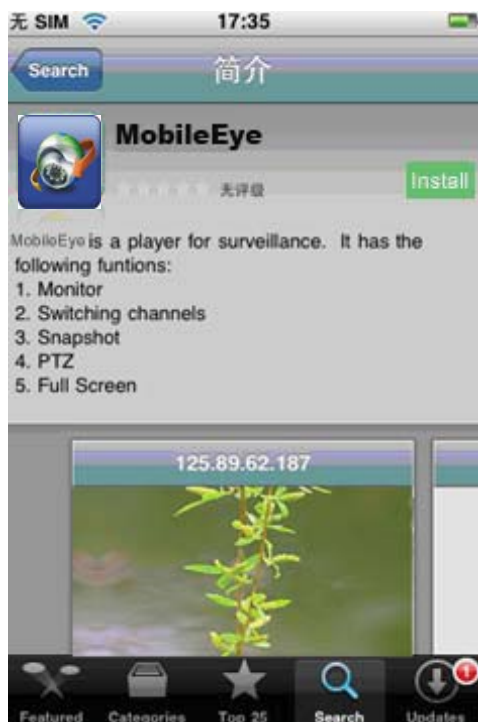 无 SIM 17:35
Search 简介
MobileEye
无评级 Install
MobileEye is a player for surveillance. It has the
following funtions:
1. Monitor
2. Switching channels
3. Snapshot
4. PTZ
5. Full Screen
125.89.62.187
1
Featured Categories Top 25 Search Updates